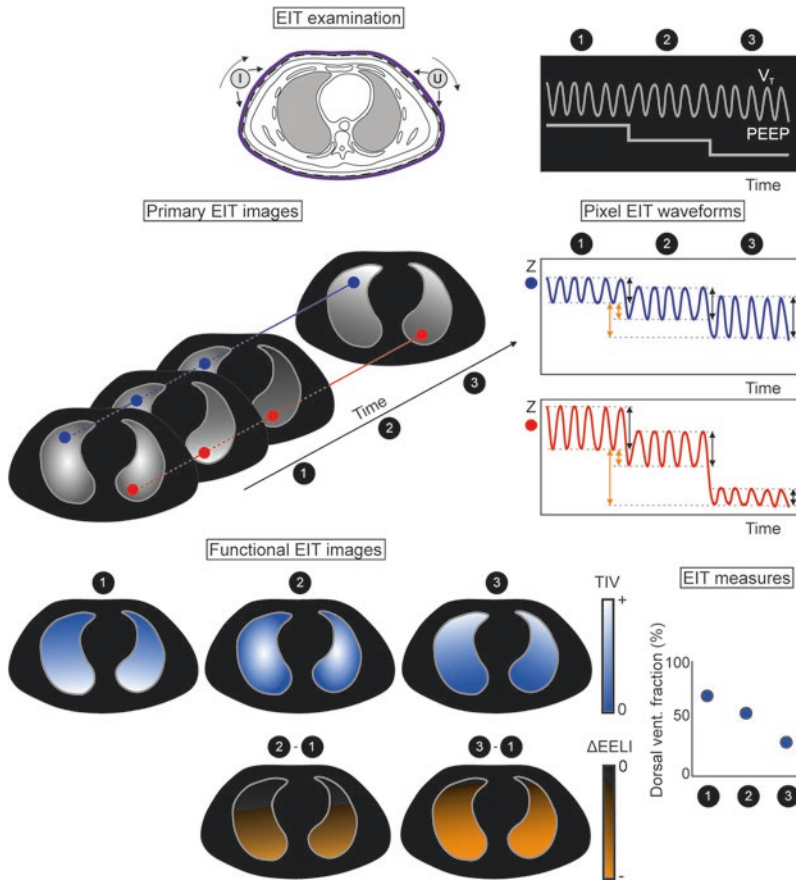 EIT examination
I
U
1 2 3
V_T
PEEP
Time
Primary EIT images
Time
1
2
3
Pixel EIT waveforms
1 2 3
Z
Time
Z
Time
Functional EIT images
1 2 3
TIV
+
0
2 - 1
3 - 1
ΔEELI
0
-
EIT measures
Dorsal vent. fraction (%)
100
50
0
1 2 3